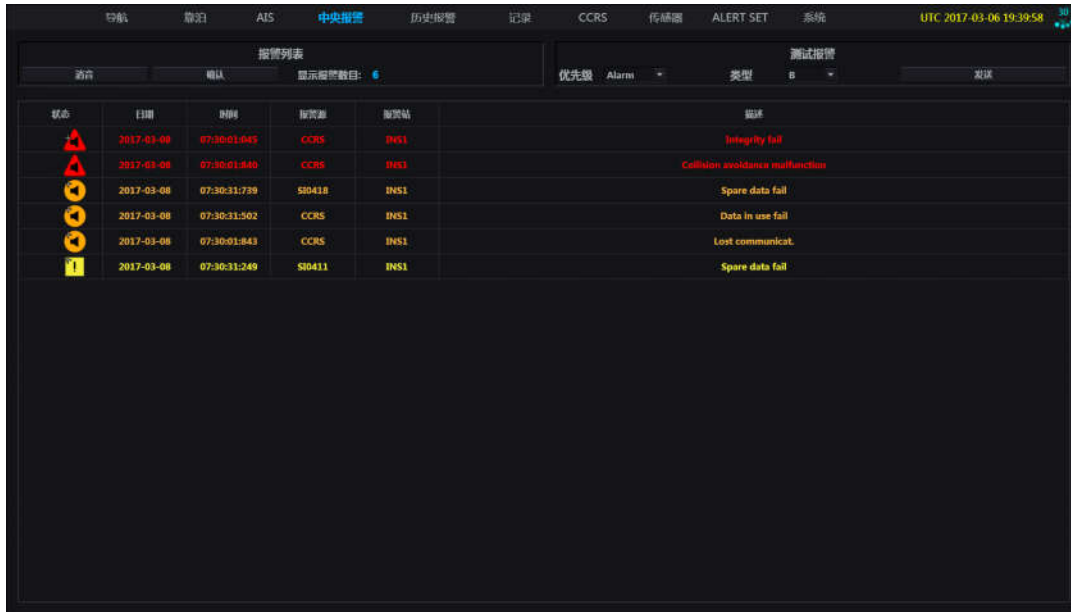 导航 靠泊 AIS 中央报警 历史报警 记录 CCRS 传感器 ALERT SET 系统 UTC 2017-03-06 19:39:58 3D
报警列表 测试报警
消音 确认 显示报警数目: 6 优先级 Alarm 类型 B 发送
状态 日期 时间 报警源 报警站 描述
2017-03-08 07:30:01:845 CCRS INS1 Integrity fail
2017-03-08 07:30:01:840 CCRS INS1 Collision avoidance malfunction
2017-03-08 07:30:31:739 SI0418 INS1 Spare data fail
2017-03-08 07:30:31:502 CCRS INS1 Data in use fail
2017-03-08 07:30:01:843 CCRS INS1 Lost communicat.
2017-03-08 07:30:31:249 SI0411 INS1 Spare data fail